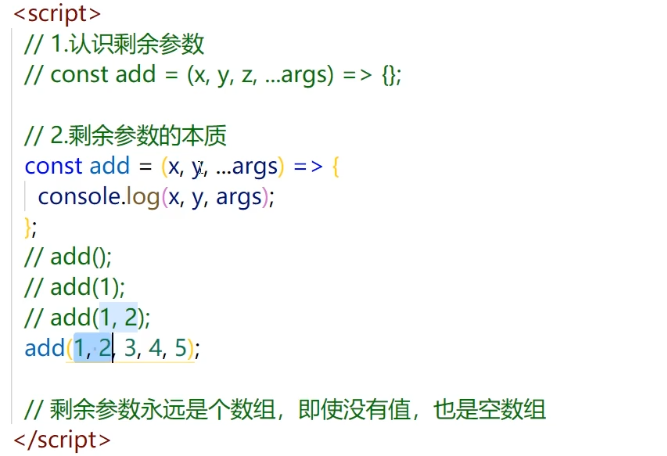 <script>
// 1.认识剩余参数
// const add = (x, y, z, ...args) => {};
// 2.剩余参数的本质
const add = (x, y, ...args) => {
console.log(x, y, args);
};
// add();
// add(1);
// add(1, 2);
add(1, 2, 3, 4, 5);
// 剩余参数永远是个数组，即使没有值，也是空数组
</script>